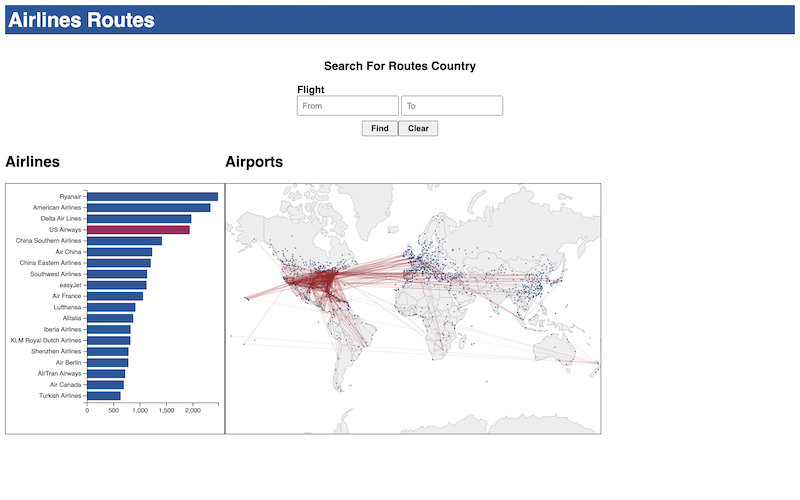 Airlines Routes
Search For Routes Country
Flight
From To
Find Clear
Airlines Airports
Ryanair
American Airlines
Delta Air Lines
US Airways
China Southern Airlines
Air China
China Eastern Airlines
Southwest Airlines
easyJet
Air France
Lufthansa
Alitalia
Iberia Airlines
KLM Royal Dutch Airlines
Shenzhen Airlines
Air Berlin
AirTran Airways
Air Canada
Turkish Airlines
0 500 1,000 1,500 2,000